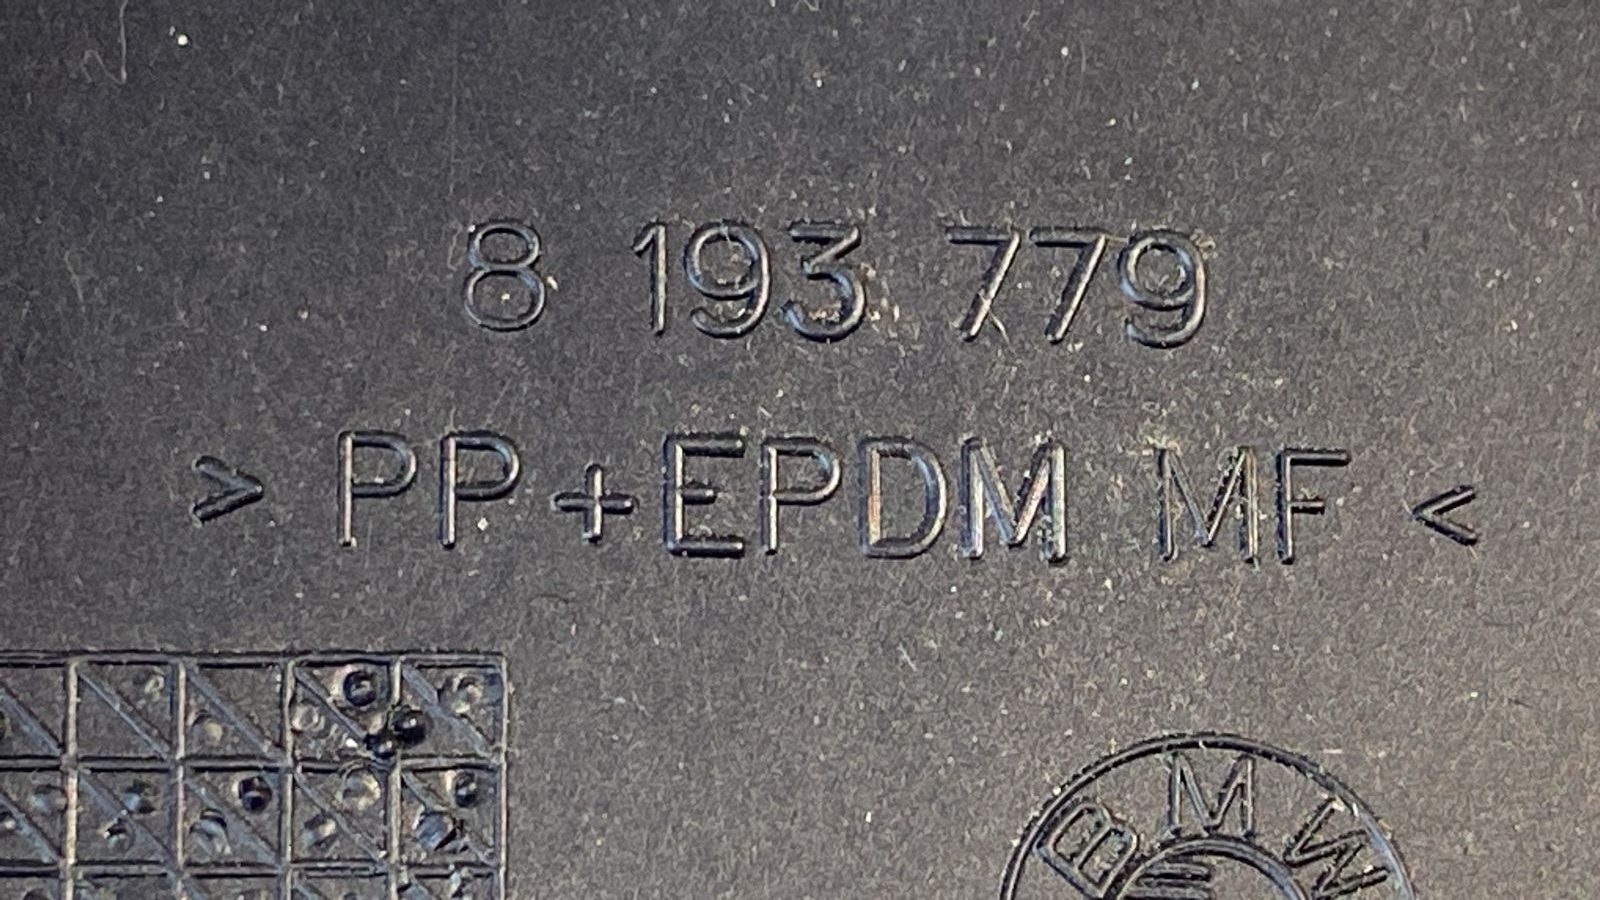 8 193 779
> PP+EPDM MF <
BMW